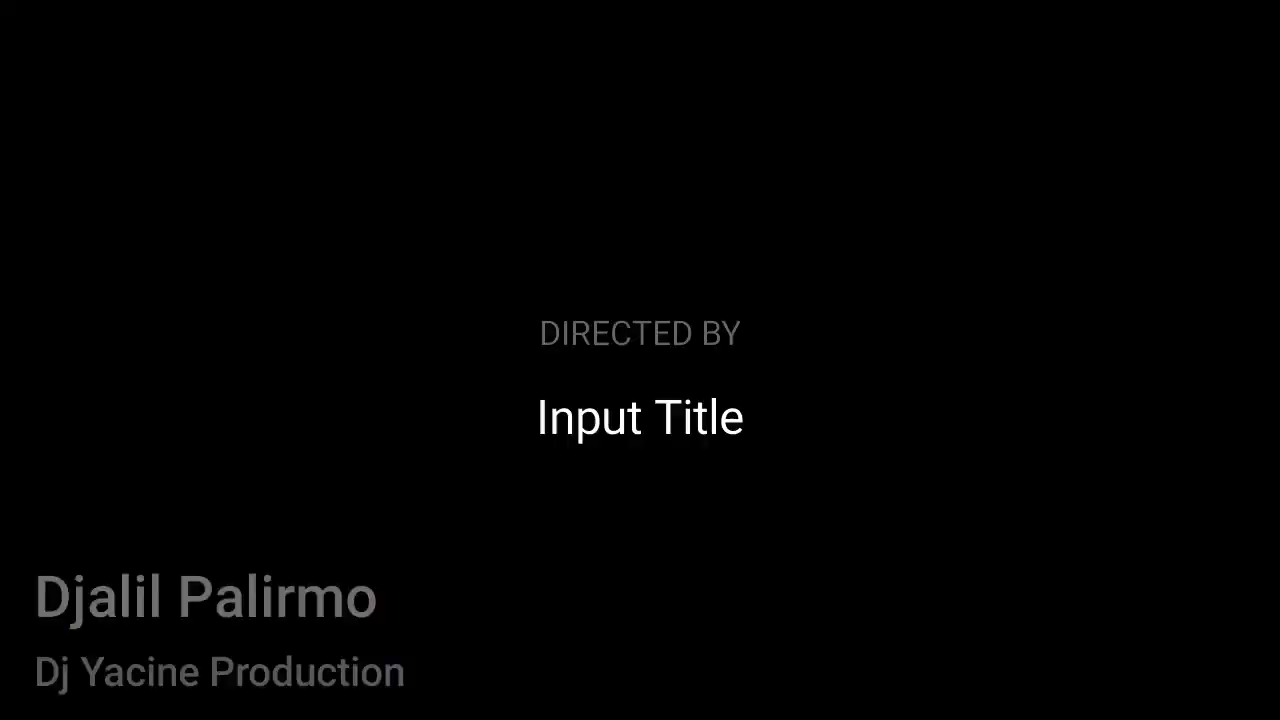 DIRECTED BY
Input Title
Djalil Palirmo
Dj Yacine Production